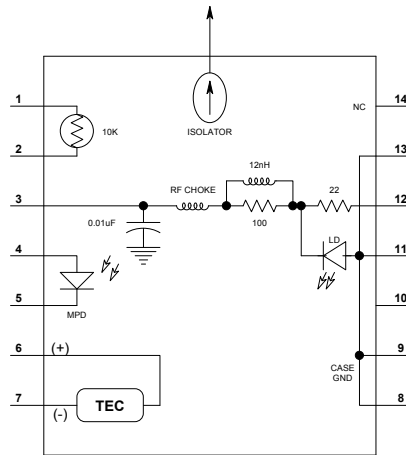 1
14
NC
10K
ISOLATOR
2
13
12nH
RF CHOKE
22
3
12
0.01uF
100
LD
4
11
5
10
MPD
6
(+)
9
CASE
GND
7
(-)
TEC
8